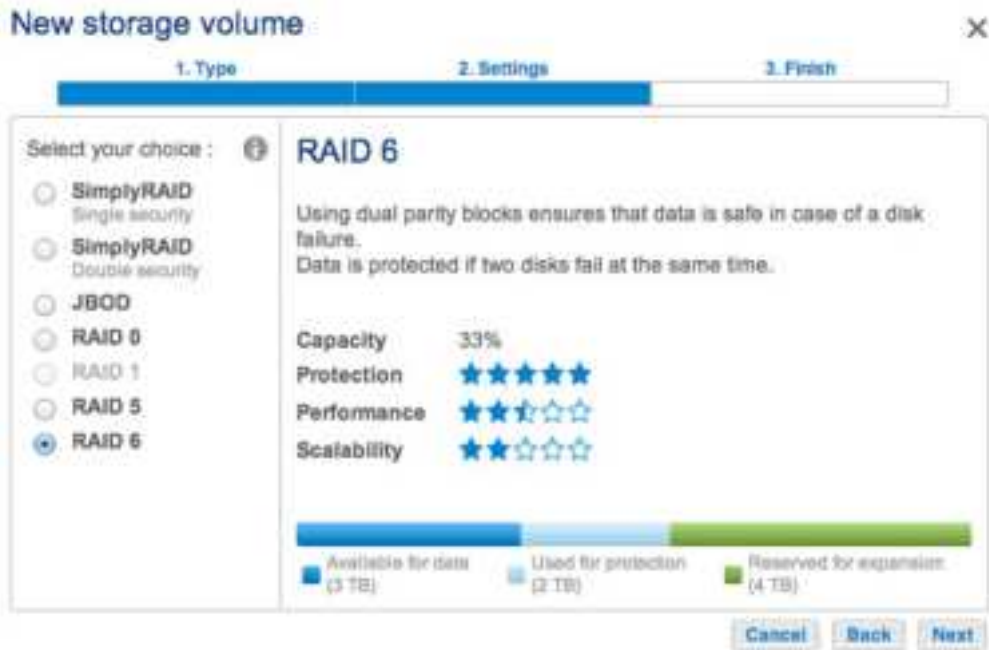 New storage volume
1. Type
2. Settings
3. Finish
Select your choice :
SimplyRAID
Single security
SimplyRAID
Double security
JBOD
RAID 0
RAID 1
RAID 5
RAID 6
RAID 6
Using dual parity blocks ensures that data is safe in case of a disk
failure.
Data is protected if two disks fail at the same time.
Capacity 33%
Protection
Performance
Scalability
Available for data
(3 TB)
Used for protection
(2 TB)
Reserved for expansion
(4 TB)
Cancel
Back
Next